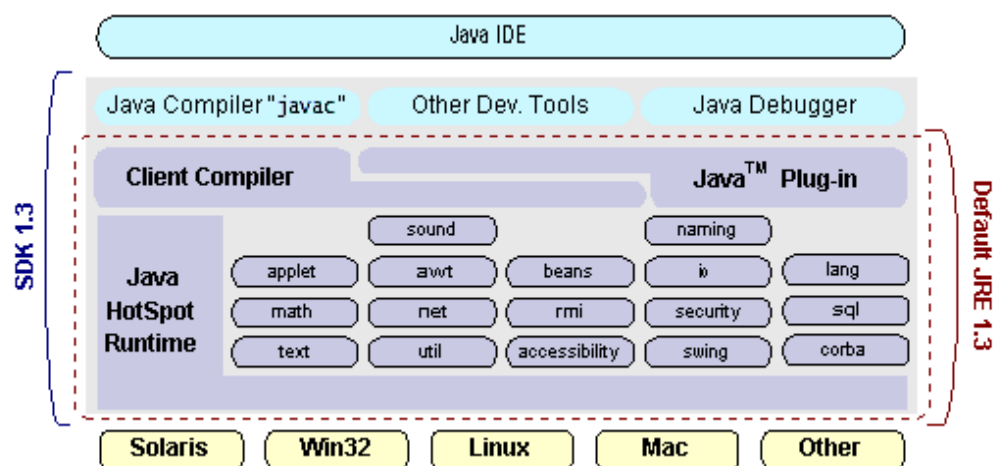 Java IDE
Java Compiler "javac"
Other Dev. Tools
Java Debugger
SDK 1.3
Default JRE 1.3
Client Compiler
Java™ Plug-in
Java
HotSpot
Runtime
sound
naming
applet
awt
beans
io
lang
math
net
rmi
security
sql
text
util
accessibility
swing
corba
Solaris
Win32
Linux
Mac
Other